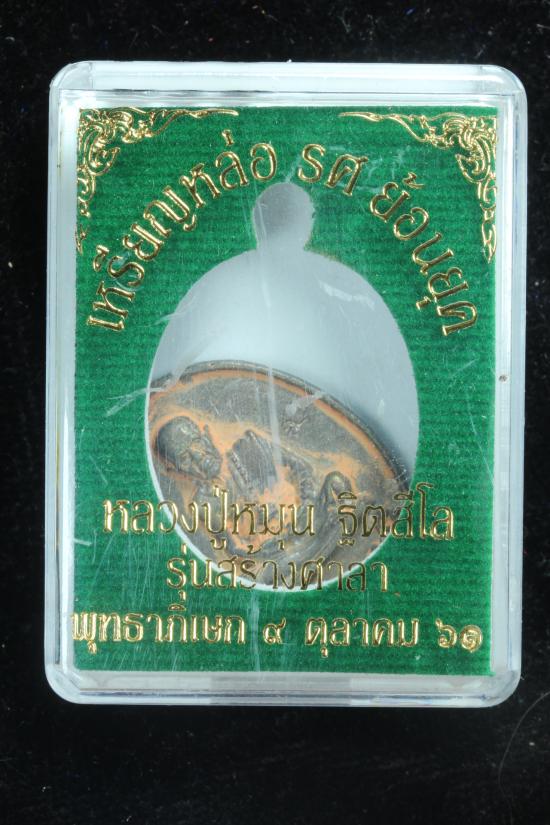 เหรียญหล่อ รศ ย้อนยุค
หลวงปู่หมุน ฐิตสีโล
รุ่นสร้างศาลา
พุทธาภิเษก ๙ ตุลาคม ๖๑